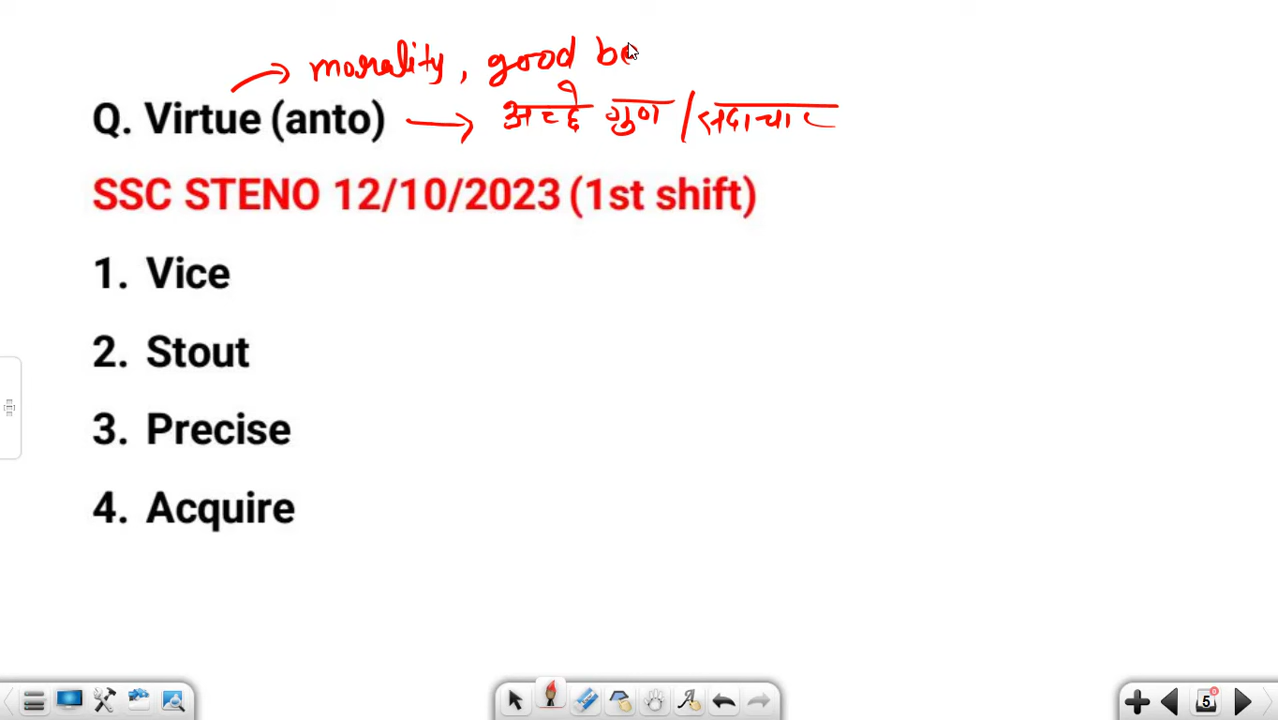 morality, good be
Q. Virtue (anto) → अच्छे गुण / सदाचार
SSC STENO 12/10/2023 (1st shift)
1. Vice
2. Stout
3. Precise
4. Acquire
5